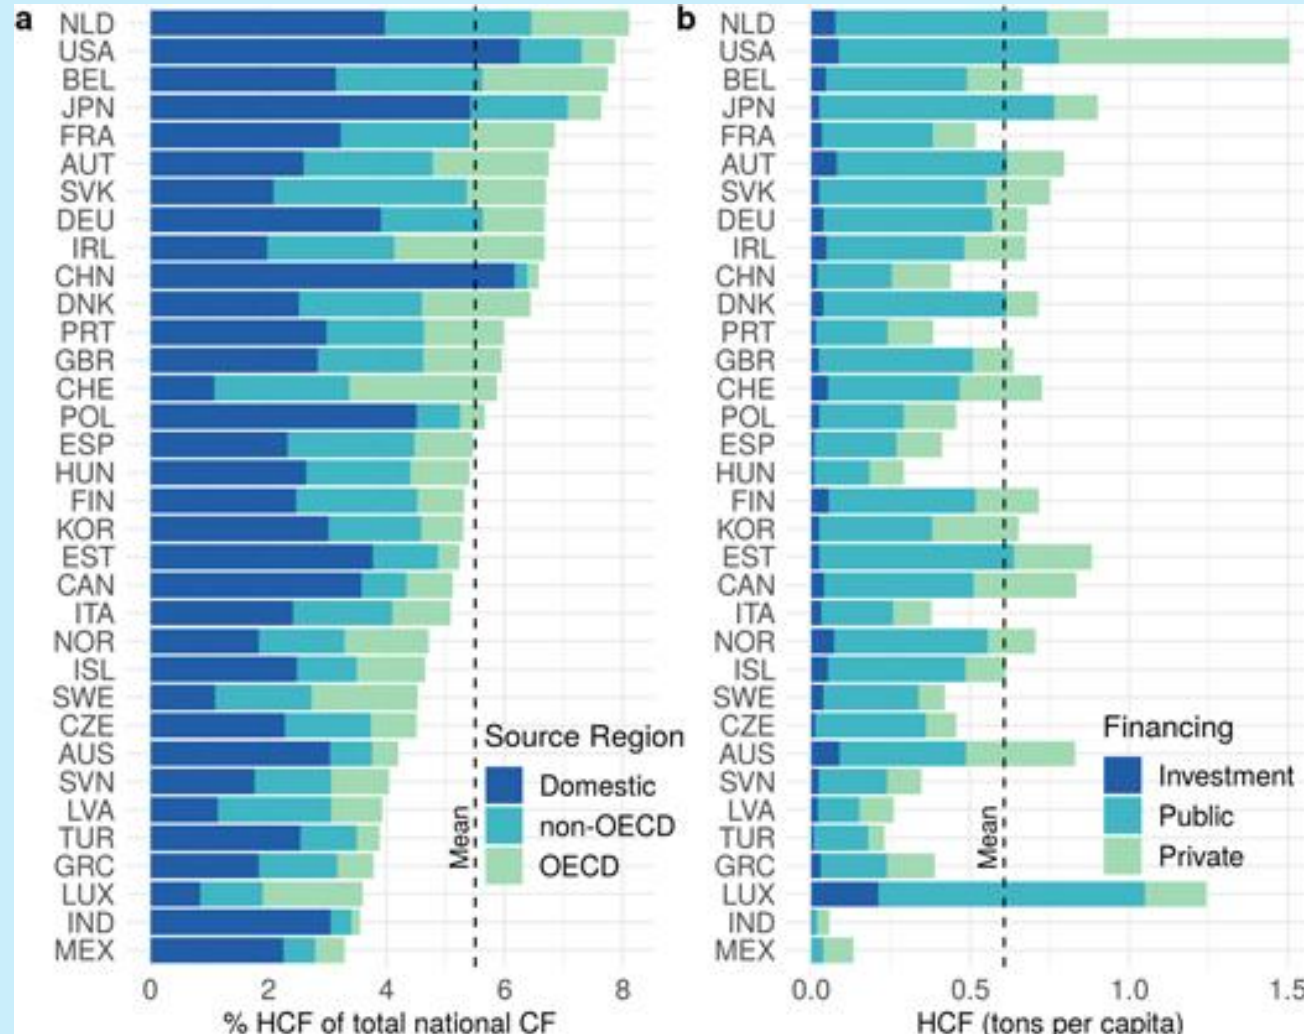 a
NLD
USA
BEL
JPN
FRA
AUT
SVK
DEU
IRL
CHN
DNK
PRT
GBR
CHE
POL
ESP
HUN
FIN
KOR
EST
CAN
ITA
NOR
ISL
SWE
CZE
AUS
SVN
LVA
TUR
GRC
LUX
IND
MEX
Mean
Source Region
Domestic
non-OECD
OECD
0 2 4 6 8
% HCF of total national CF
b
NLD
USA
BEL
JPN
FRA
AUT
SVK
DEU
IRL
CHN
DNK
PRT
GBR
CHE
POL
ESP
HUN
FIN
KOR
EST
CAN
ITA
NOR
ISL
SWE
CZE
AUS
SVN
LVA
TUR
GRC
LUX
IND
MEX
Mean
Financing
Investment
Public
Private
0.0 0.5 1.0 1.5
HCF (tons per capita)